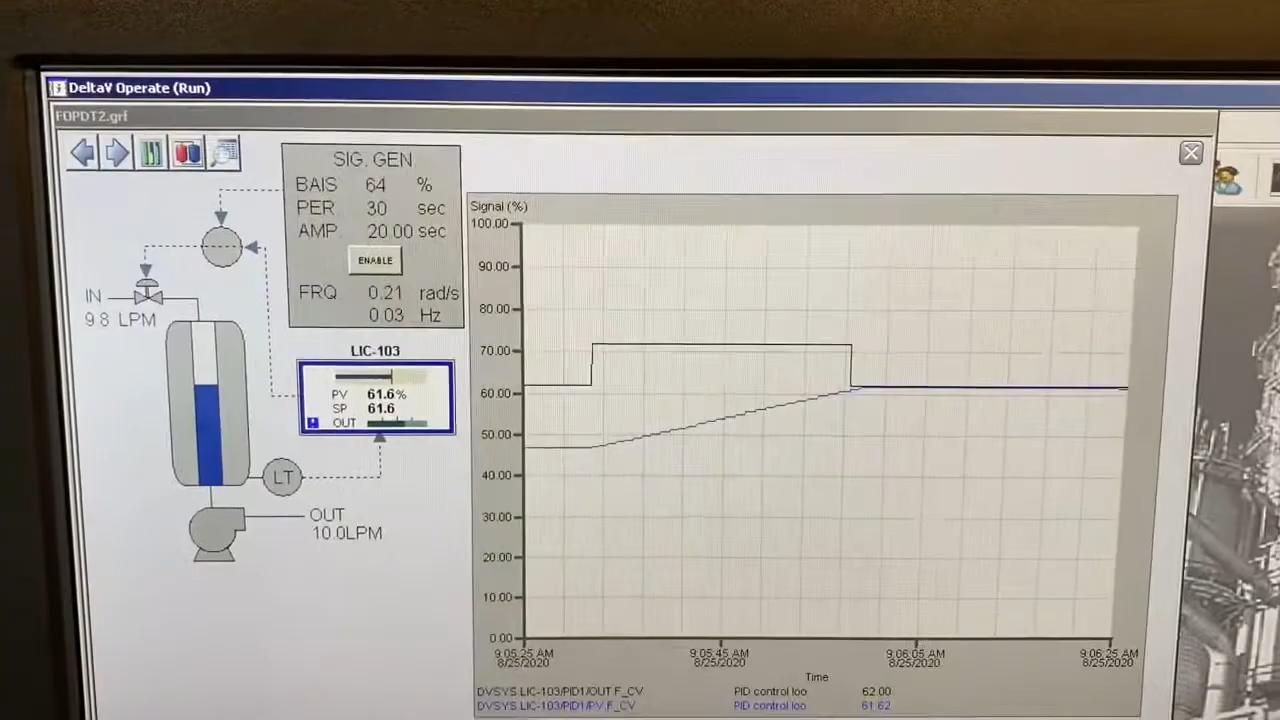 DeltaV Operate (Run)
FOPDT2.grf
SIG. GEN.
BAIS 64 %
PER 30 sec
AMP. 20.00 sec
ENABLE
FRQ 0.21 rad/s
0.03 Hz
IN
9.8 LPM
LIC-103
PV 61.6%
SP 61.6
OUT
LT
OUT
10.0LPM
Signal (%)
100.00
90.00
80.00
70.00
60.00
50.00
40.00
30.00
20.00
10.00
0.00
9:05:25 AM 9:05:45 AM 9:06:05 AM 9:06:25 AM
8/25/2020 8/25/2020 8/25/2020 8/25/2020
Time
DVSYS.LIC-103/PID1/OUT.F_CV PID control loo 62.00
DVSYS.LIC-103/PID1/PV.F_CV PID control loo 61.62